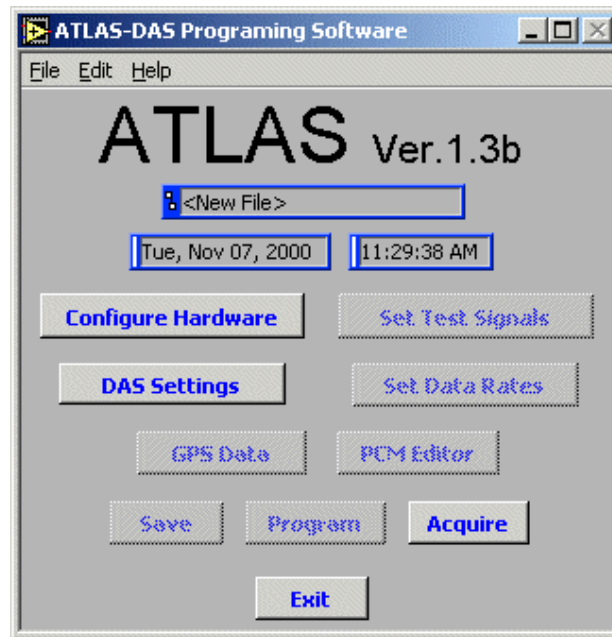 ATLAS-DAS Programing Software
File Edit Help
ATLAS Ver.1.3b
<New File>
Tue, Nov 07, 2000 11:29:38 AM
Configure Hardware Set Test Signals
DAS Settings Set Data Rates
GPS Data PCM Editor
Save Program Acquire
Exit